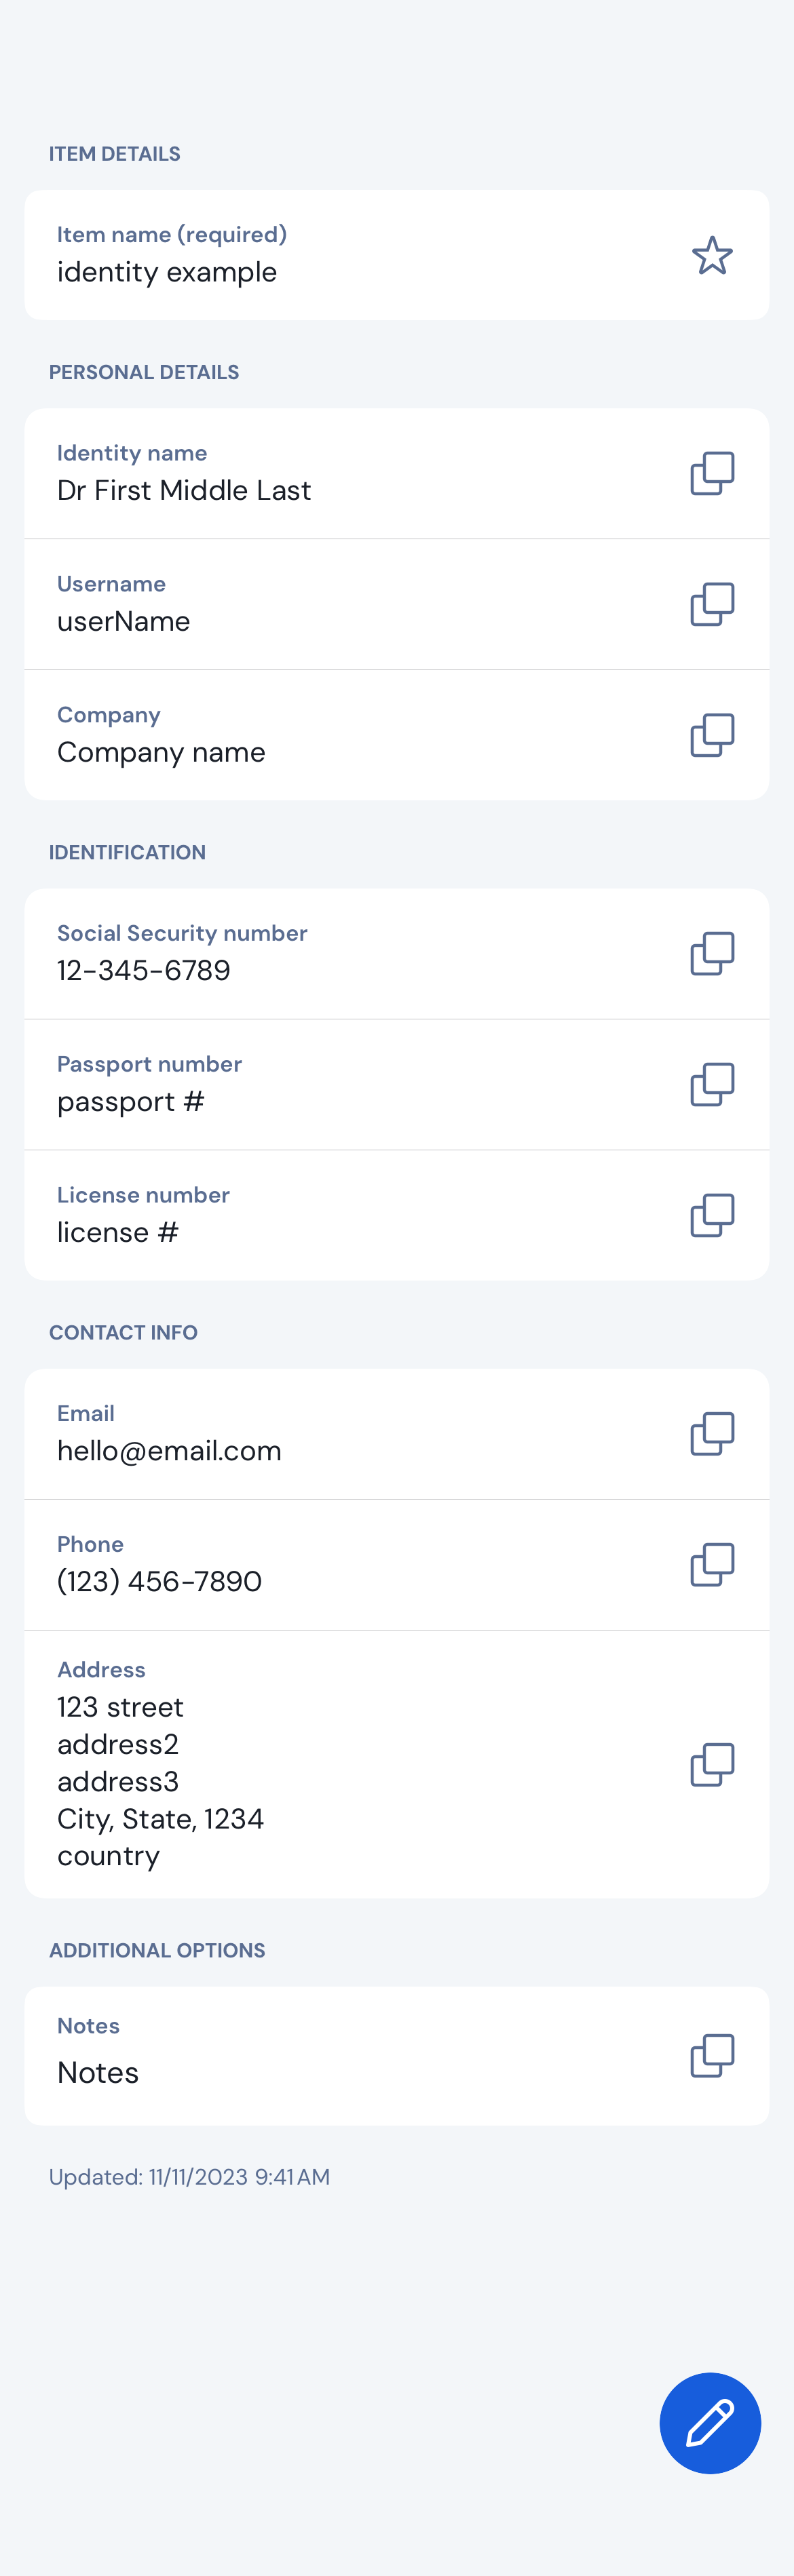 ITEM DETAILS
Item name (required)
identity example
PERSONAL DETAILS
Identity name
Dr First Middle Last
Username
userName
Company
Company name
IDENTIFICATION
Social Security number
12-345-6789
Passport number
passport #
License number
license #
CONTACT INFO
Email
hello@email.com
Phone
(123) 456-7890
Address
123 street
address2
address3
City, State, 1234
country
ADDITIONAL OPTIONS
Notes
Notes
Updated: 11/11/2023 9:41 AM